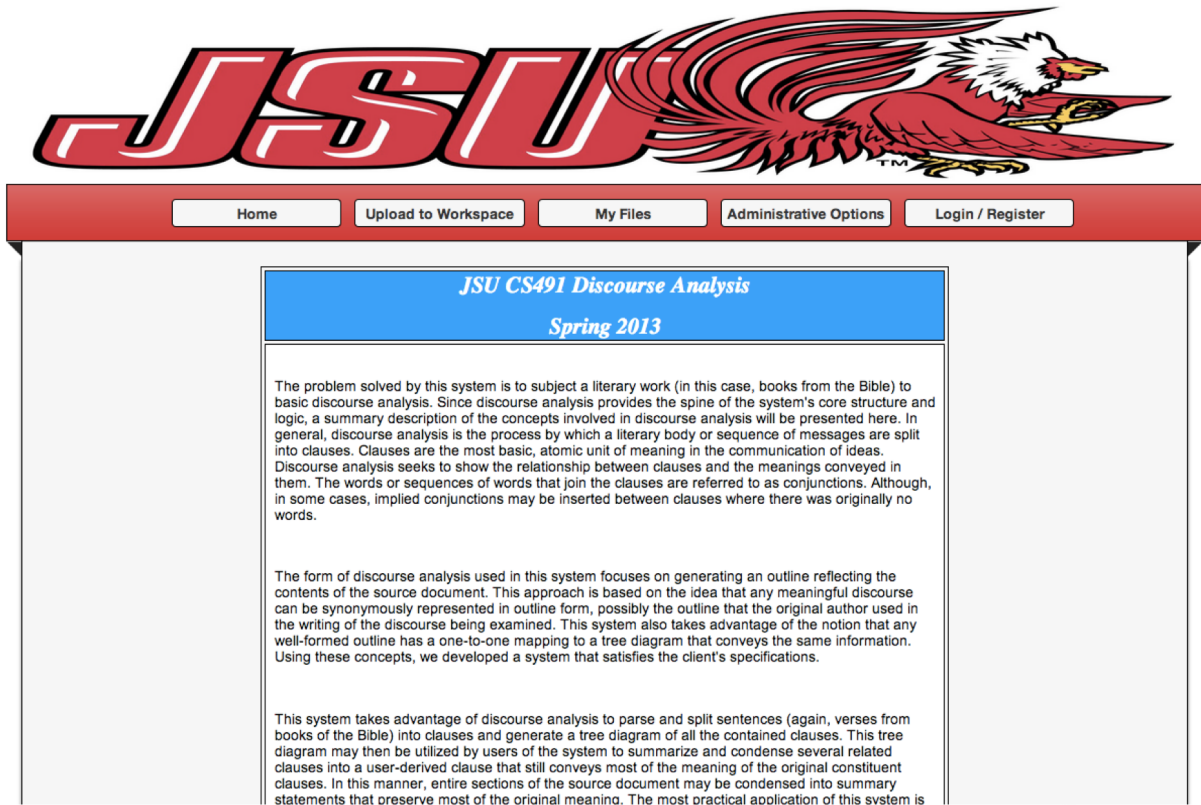 JSU
TM
Home
Upload to Workspace
My Files
Administrative Options
Login / Register
JSU CS491 Discourse Analysis
Spring 2013
The problem solved by this system is to subject a literary work (in this case, books from the Bible) to
basic discourse analysis. Since discourse analysis provides the spine of the system's core structure and
logic, a summary description of the concepts involved in discourse analysis will be presented here. In
general, discourse analysis is the process by which a literary body or sequence of messages are split
into clauses. Clauses are the most basic, atomic unit of meaning in the communication of ideas.
Discourse analysis seeks to show the relationship between clauses and the meanings conveyed in
them. The words or sequences of words that join the clauses are referred to as conjunctions. Although,
in some cases, implied conjunctions may be inserted between clauses where there was originally no
words.
The form of discourse analysis used in this system focuses on generating an outline reflecting the
contents of the source document. This approach is based on the idea that any meaningful discourse
can be synonymously represented in outline form, possibly the outline that the original author used in
the writing of the discourse being examined. This system also takes advantage of the notion that any
well-formed outline has a one-to-one mapping to a tree diagram that conveys the same information.
Using these concepts, we developed a system that satisfies the client's specifications.
This system takes advantage of discourse analysis to parse and split sentences (again, verses from
books of the Bible) into clauses and generate a tree diagram of all the contained clauses. This tree
diagram may then be utilized by users of the system to summarize and condense several related
clauses into a user-derived clause that still conveys most of the meaning of the original constituent
clauses. In this manner, entire sections of the source document may be condensed into summary
statements that preserve most of the original meaning. The most practical application of this system is